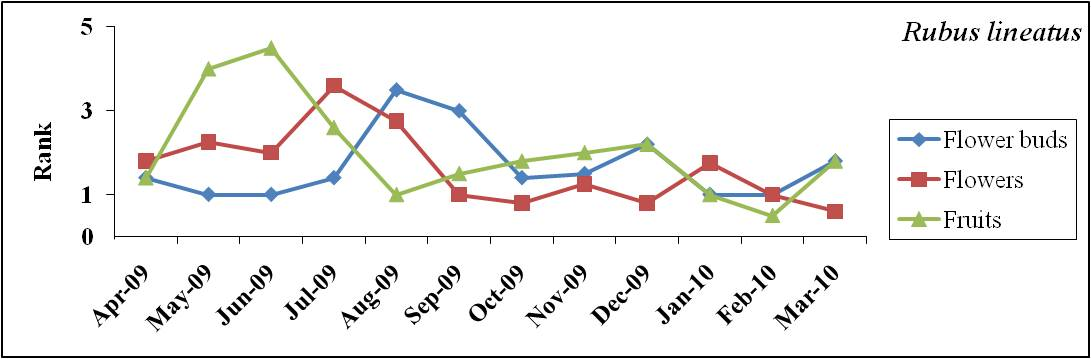 Rubus lineatus
5
3
1
0
Rank
Apr-09
May-09
Jun-09
Jul-09
Aug-09
Sep-09
Oct-09
Nov-09
Dec-09
Jan-10
Feb-10
Mar-10
Flower buds
Flowers
Fruits